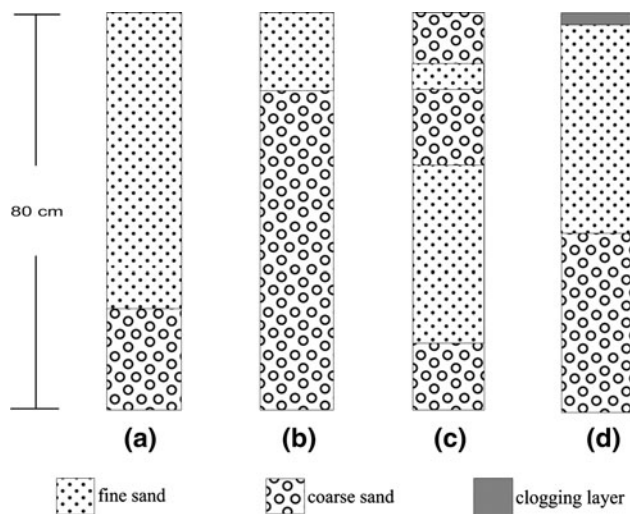 80 cm
(a) (b) (c) (d)
fine sand coarse sand clogging layer